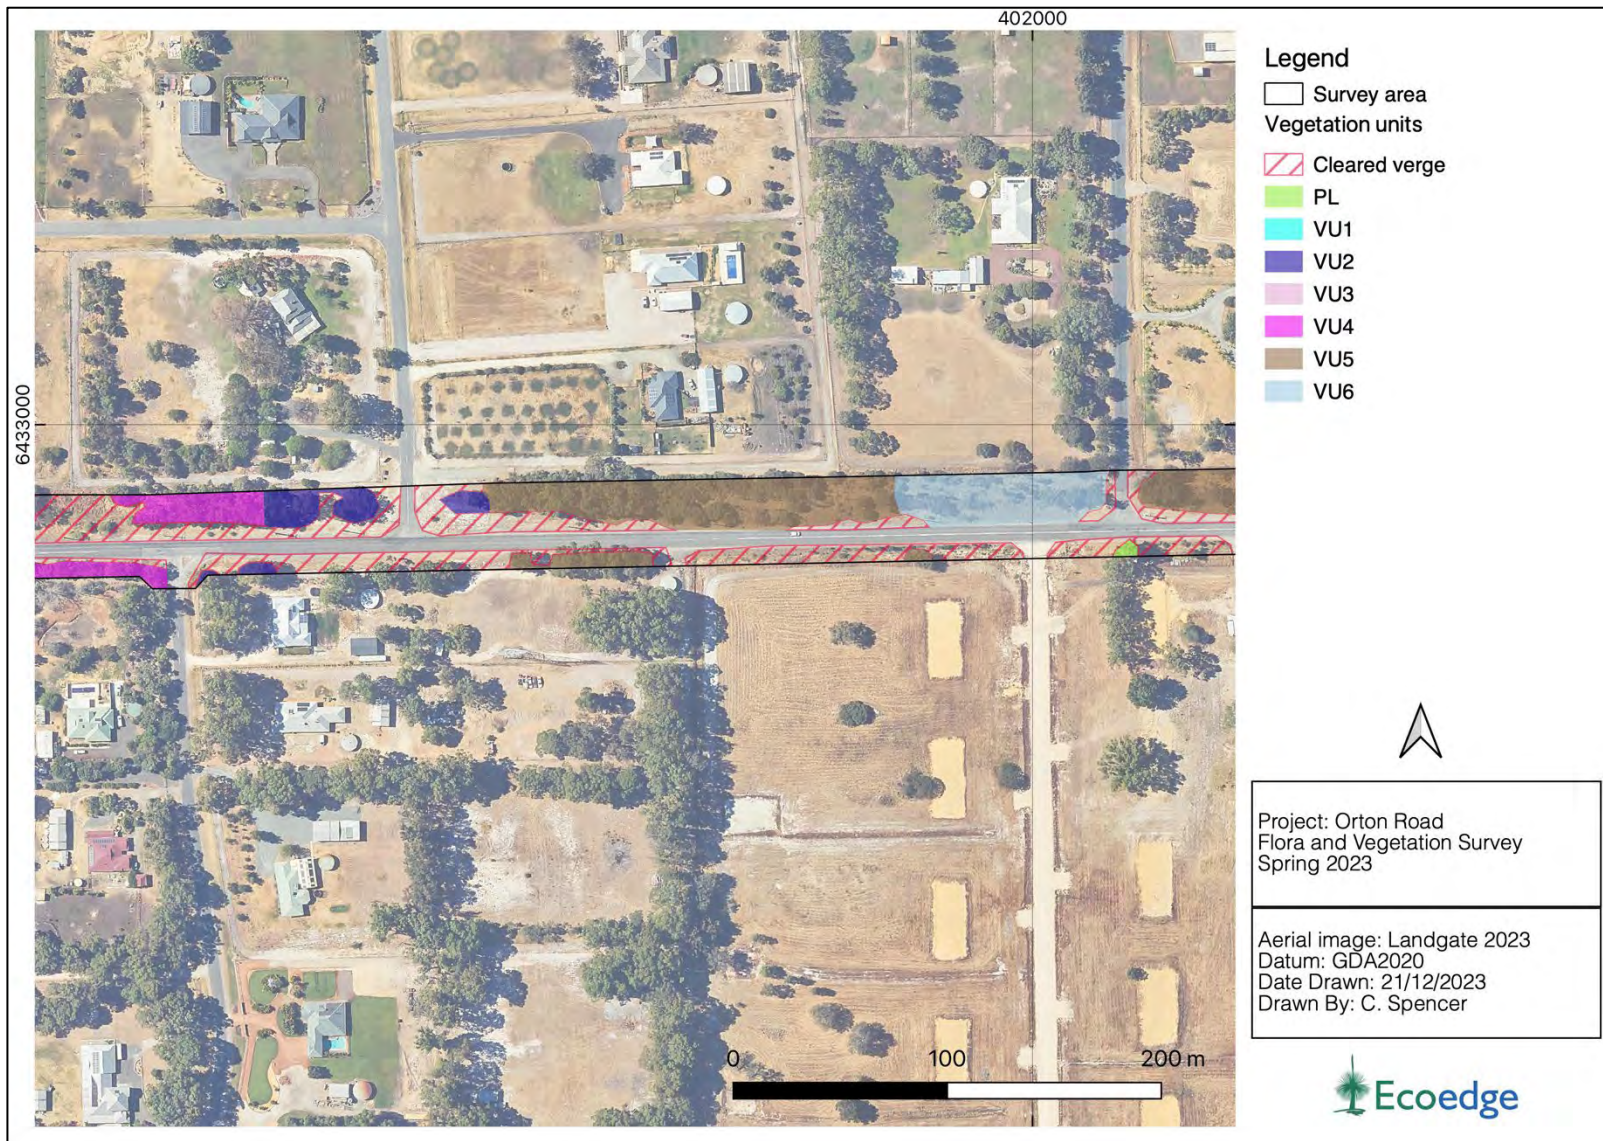 402000
6433000
Legend
Survey area
Vegetation units
Cleared verge
PL
VU1
VU2
VU3
VU4
VU5
VU6
Project: Orton Road
Flora and Vegetation Survey
Spring 2023
Aerial image: Landgate 2023
Datum: GDA2020
Date Drawn: 21/12/2023
Drawn By: C. Spencer
0 100 200 m
Ecoedge